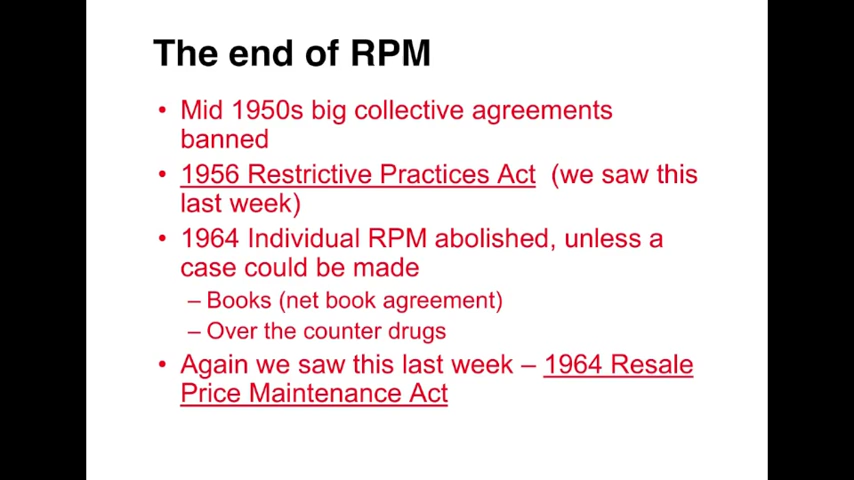 The end of RPM
• Mid 1950s big collective agreements
banned
• 1956 Restrictive Practices Act (we saw this
last week)
• 1964 Individual RPM abolished, unless a
case could be made
– Books (net book agreement)
– Over the counter drugs
• Again we saw this last week – 1964 Resale
Price Maintenance Act